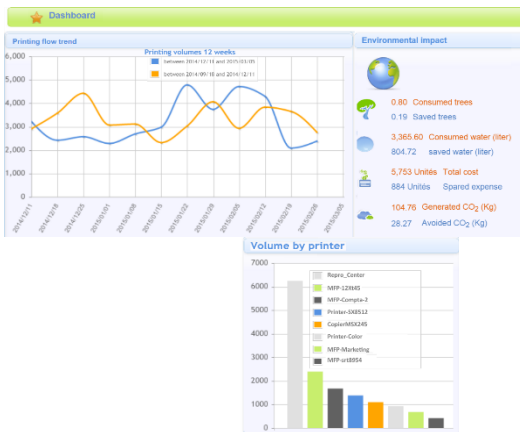 Dashboard
Printing flow trend
Printing volumes 12 weeks
between 2014/12/11 and 2015/03/05
between 2014/09/18 and 2014/12/11
6,000
5,000
4,000
3,000
2,000
1,000
0
2014/12/11
2014/12/18
2014/12/25
2015/01/01
2015/01/08
2015/01/15
2015/01/22
2015/01/29
2015/02/05
2015/02/12
2015/02/19
2015/02/26
2015/03/05
Environmental impact
0.80 Consumed trees
0.19 Saved trees
3,365.60 Consumed water (liter)
804.72 saved water (liter)
5,753 Unités Total cost
884 Unités Spared expense
104.76 Generated CO2 (Kg)
28.27 Avoided CO2 (Kg)
Volume by printer
7000
6000
5000
4000
3000
2000
1000
0
Repro_Center
MFP-Compta-2
CopierMSX245
Printer-Color
MFP-Marketing